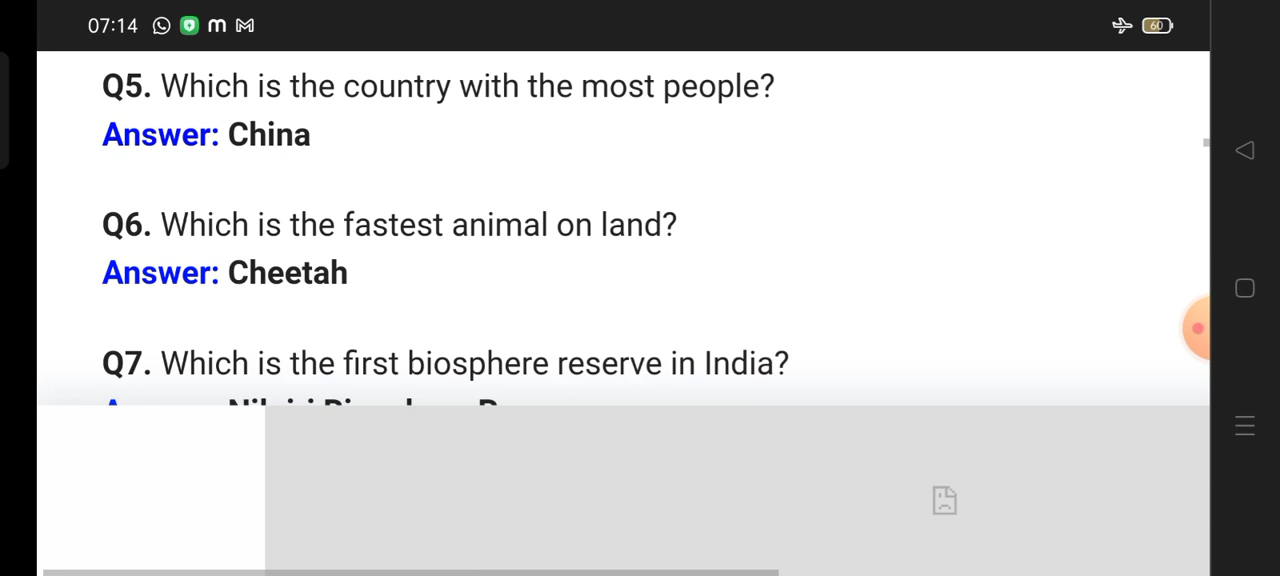 07:14
60
Q5. Which is the country with the most people?
Answer: China
Q6. Which is the fastest animal on land?
Answer: Cheetah
Q7. Which is the first biosphere reserve in India?